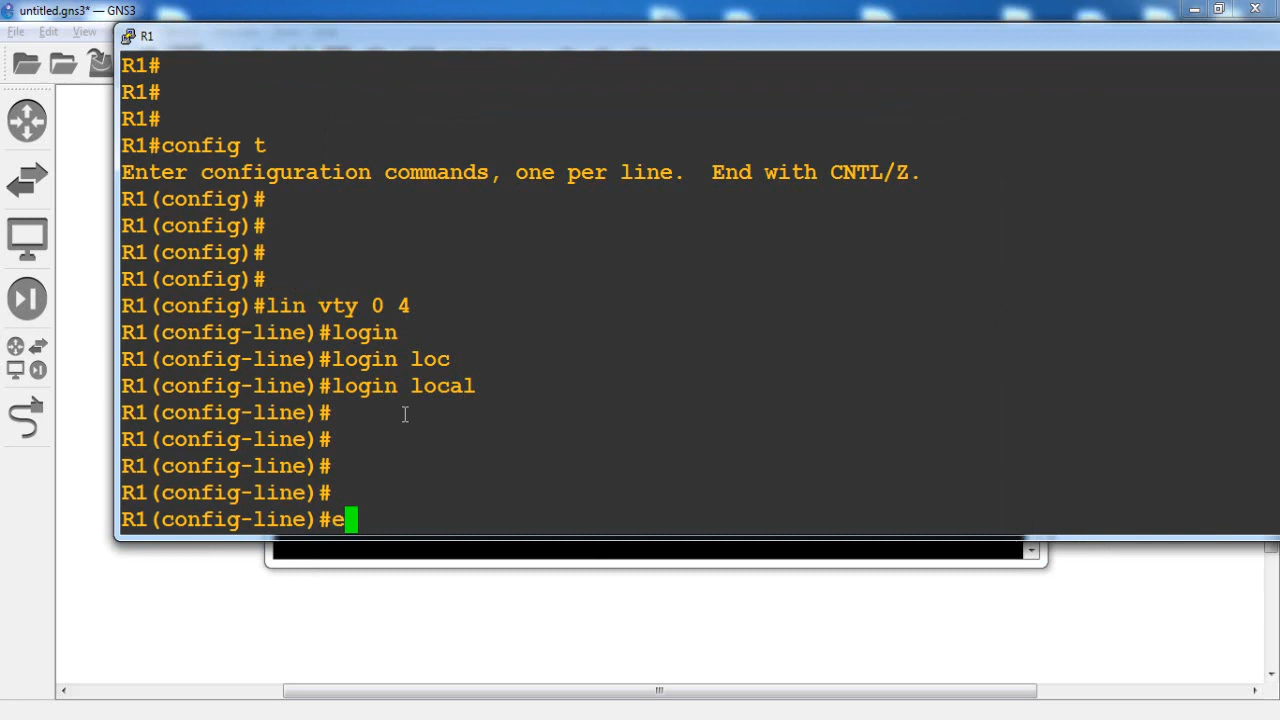 untitled.gns3* — GNS3
File Edit View
R1
R1#
R1#
R1#
R1#config t
Enter configuration commands, one per line.  End with CNTL/Z.
R1(config)#
R1(config)#
R1(config)#
R1(config)#
R1(config)#lin vty 0 4
R1(config-line)#login
R1(config-line)#login loc
R1(config-line)#login local
R1(config-line)#
R1(config-line)#
R1(config-line)#
R1(config-line)#
R1(config-line)#e